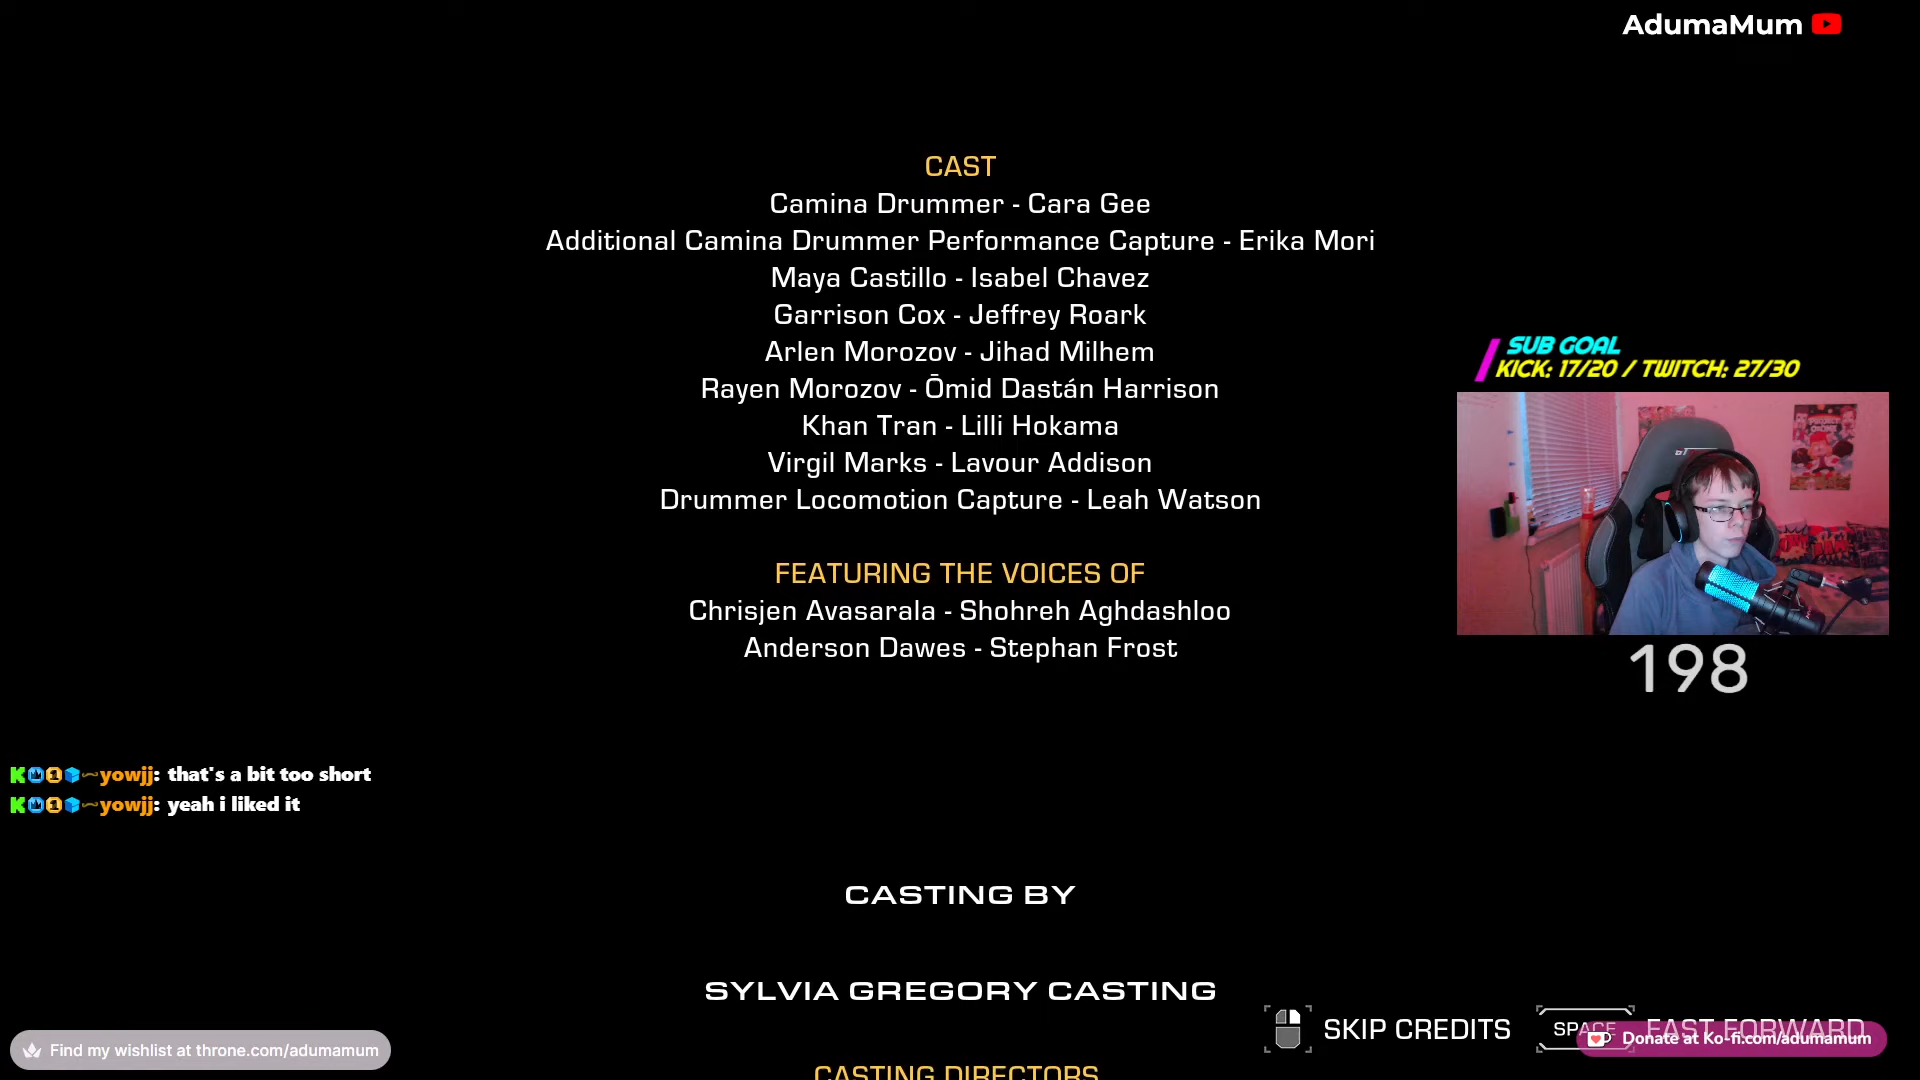 AdumaMum
CAST
Camina Drummer - Cara Gee
Additional Camina Drummer Performance Capture - Erika Mori
Maya Castillo - Isabel Chavez
Garrison Cox - Jeffrey Roark
Arlen Morozov - Jihad Milhem
Rayen Morozov - Ōmid Dastán Harrison
Khan Tran - Lilli Hokama
Virgil Marks - Lavour Addison
Drummer Locomotion Capture - Leah Watson
FEATURING THE VOICES OF
Chrisjen Avasarala - Shohreh Aghdashloo
Anderson Dawes - Stephan Frost
SUB GOAL
KICK: 17/20 / TWITCH: 27/30
198
yowjj: that's a bit too short
yowjj: yeah i liked it
CASTING BY
SYLVIA GREGORY CASTING
CASTING DIRECTORS
SKIP CREDITS
SPACE FAST FORWARD
Find my wishlist at throne.com/adumamum
Donate at Ko-fi.com/adumamum